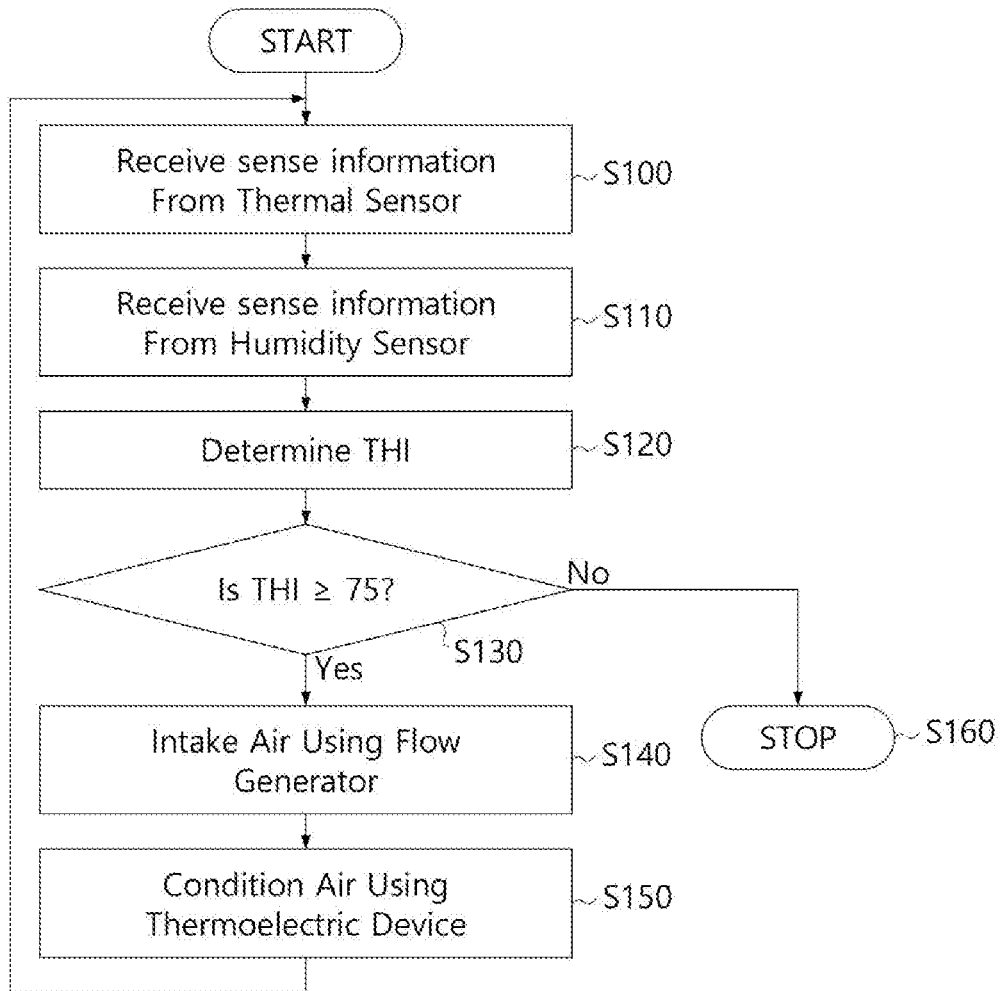 START
Receive sense information
From Thermal Sensor
S100
Receive sense information
From Humidity Sensor
S110
Determine THI
S120
Is THI ≥ 75?
No
S130
Yes
Intake Air Using Flow
Generator
S140
STOP
S160
Condition Air Using
Thermoelectric Device
S150